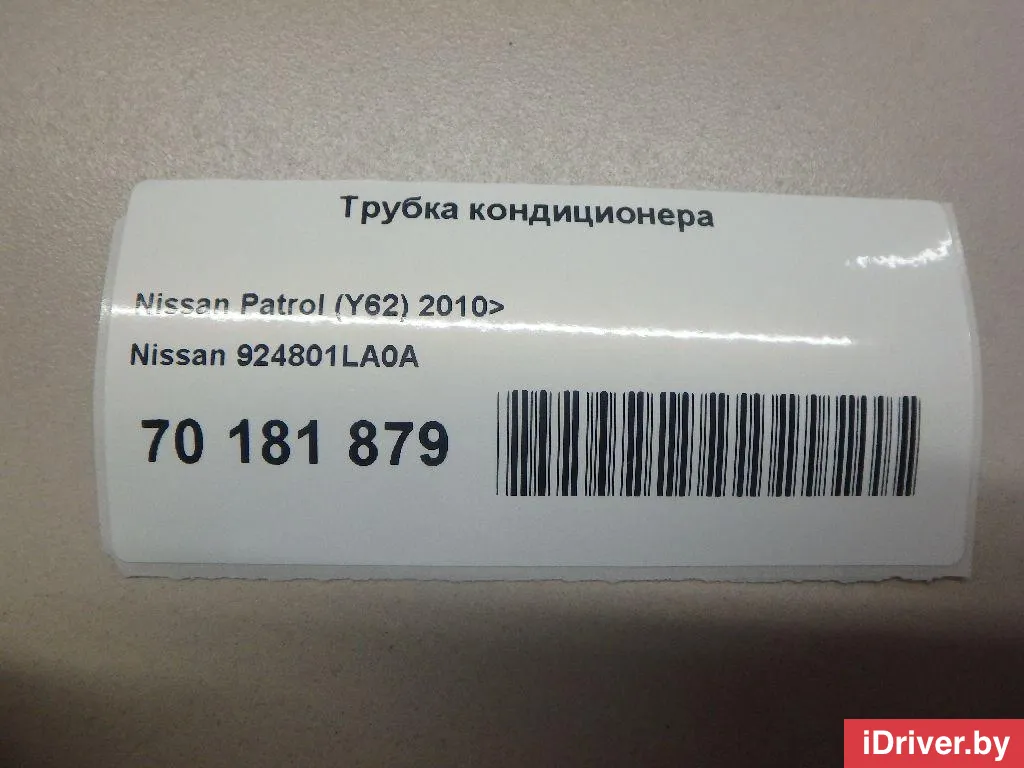 Трубка кондиционера
Nissan Patrol (Y62) 2010>
Nissan 924801LA0A
70 181 879
iDriver.by